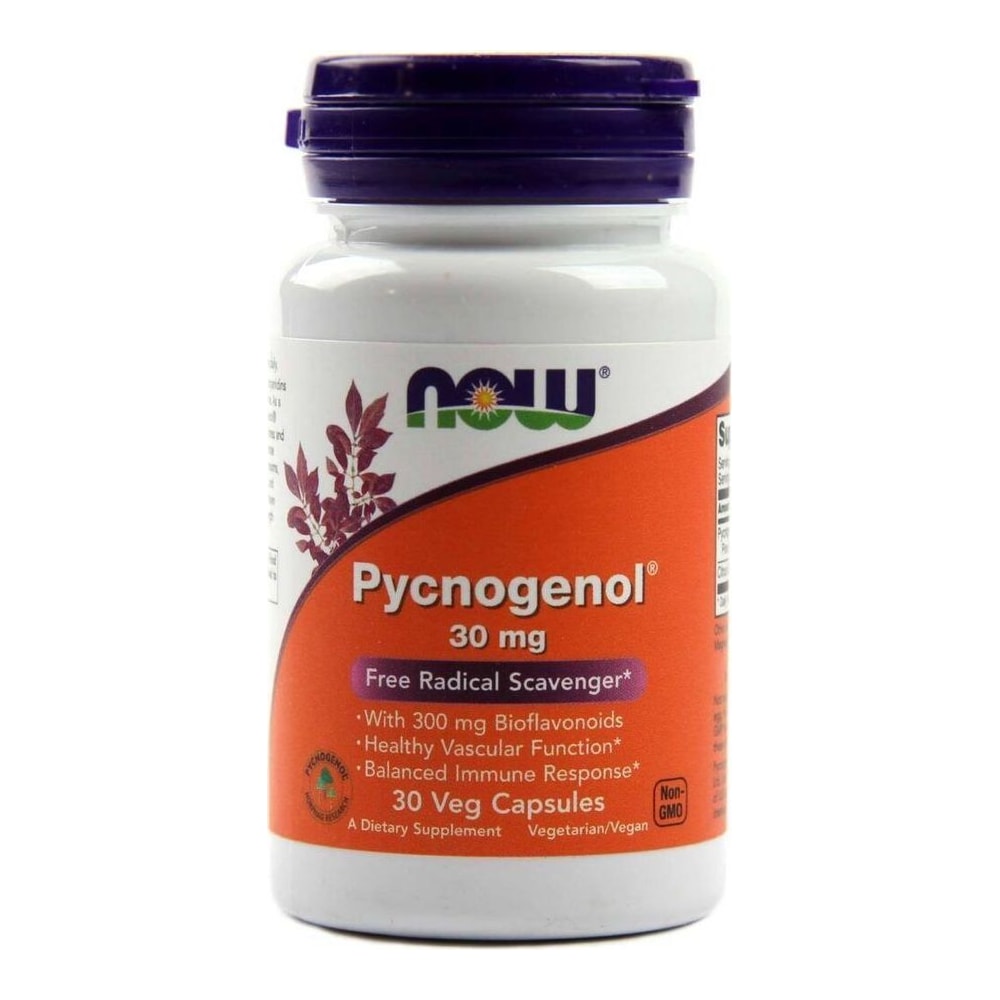 now®
Pycnogenol®
30 mg
Free Radical Scavenger*
• With 300 mg Bioflavonoids
• Healthy Vascular Function*
• Balanced Immune Response*
30 Veg Capsules
A Dietary Supplement Vegetarian/Vegan
Non-
GMO
PYCNOGENOL